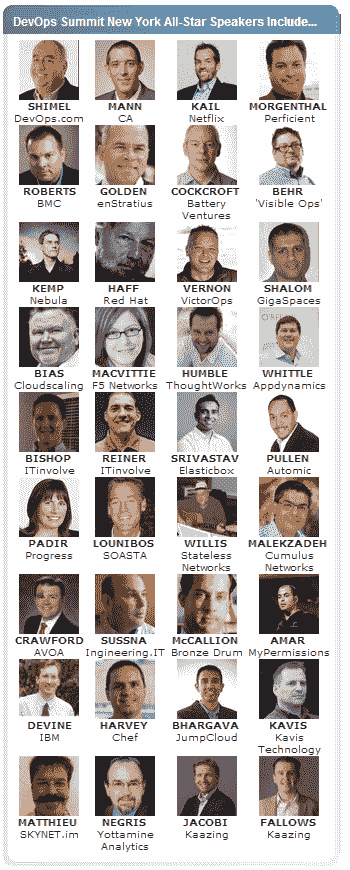 DevOps Summit New York All-Star Speakers Include...
SHIMEL MANN KAIL MORGENTHAL
DevOps.com CA Netflix Perficient
ROBERTS GOLDEN COCKCROFT BEHR
BMC enStratius Battery 'Visible Ops'
Ventures
KEMP HAFF VERNON SHALOM
Nebula Red Hat VictorOps GigaSpaces
BIAS MACVITTIE HUMBLE WHITTLE
Cloudscaling F5 Networks ThoughtWorks Appdynamics
BISHOP REINER SRIVASTAV PULLEN
ITinvolve ITinvolve Elasticbox Automic
PADIR LOUNIBOS WILLIS MALEKZADEH
Progress SOASTA Stateless Cumulus
Networks Networks
CRAWFORD SUSSNA McCALLION AMAR
AVOA Ingineering.IT Bronze Drum MyPermissions
DEVINE HARVEY BHARGAVA KAVIS
IBM Chef JumpCloud Kavis
Technology
MATTHIEU NEGRIS JACOBI FALLOWS
SKYNET.im Yottamine Kaazing Kaazing
Analytics